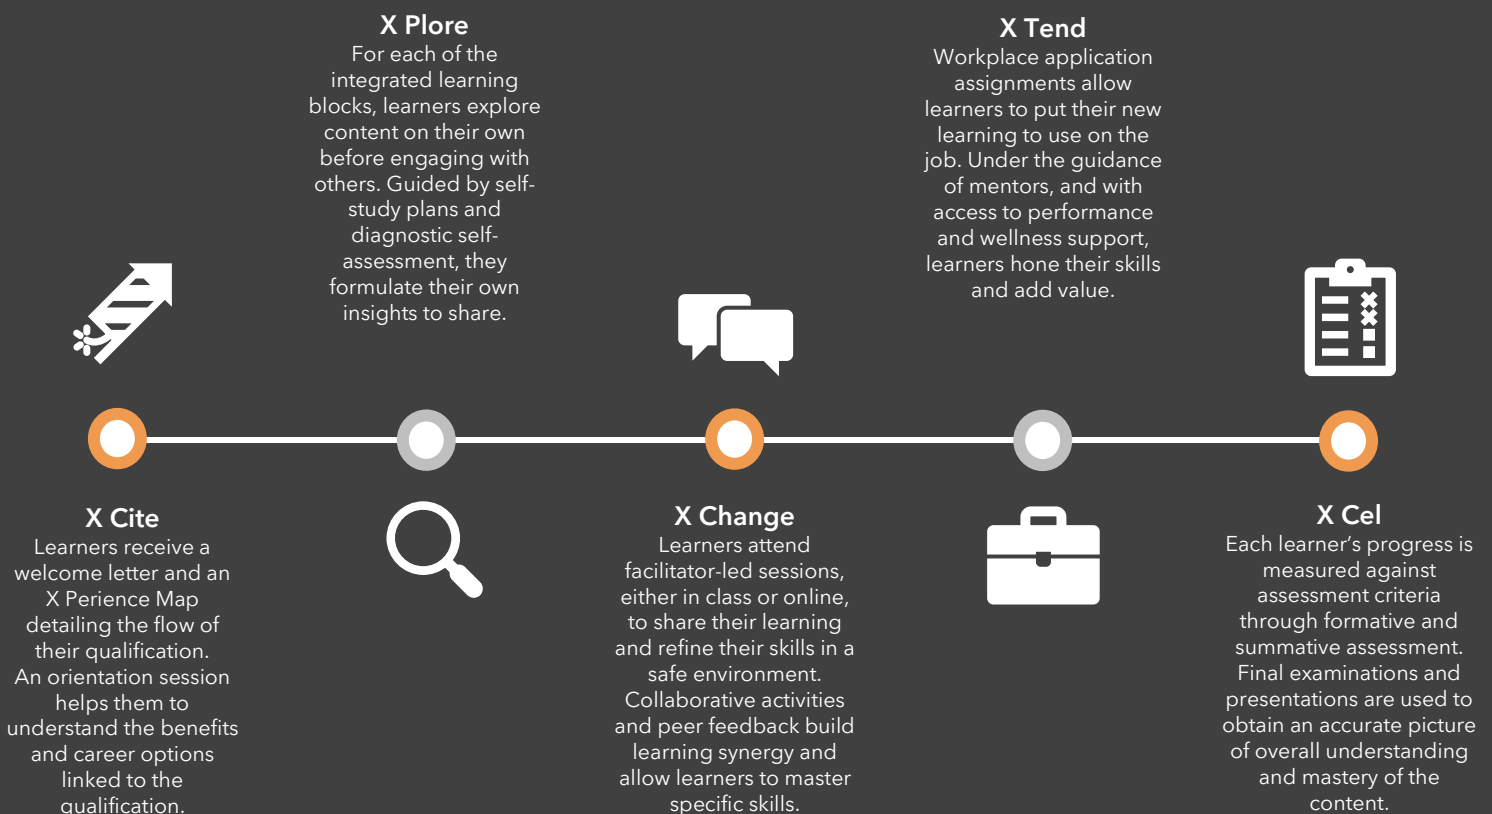 X Cite
Learners receive a
welcome letter and an
X Perience Map
detailing the flow of
their qualification.
An orientation session
helps them to
understand the benefits
and career options
linked to the
qualification.
X Plore
For each of the
integrated learning
blocks, learners explore
content on their own
before engaging with
others. Guided by self-
study plans and
diagnostic self-
assessment, they
formulate their own
insights to share.
X Change
Learners attend
facilitator-led sessions,
either in class or online,
to share their learning
and refine their skills in a
safe environment.
Collaborative activities
and peer feedback build
learning synergy and
allow learners to master
specific skills.
X Tend
Workplace application
assignments allow
learners to put their new
learning to use on the
job. Under the guidance
of mentors, and with
access to performance
and wellness support,
learners hone their skills
and add value.
X Cel
Each learner’s progress is
measured against
assessment criteria
through formative and
summative assessment.
Final examinations and
presentations are used to
obtain an accurate picture
of overall understanding
and mastery of the
content.